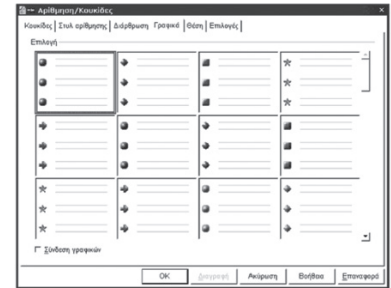 Αρίθμηση/Κουκίδες
Κουκίδες Στυλ αρίθμησης Διάρθρωση Γραφικά Θέση Επιλογές
Επιλογή
Σύνδεση γραφικών
OK Διαγραφή Ακύρωση Βοήθεια Επαναφορά